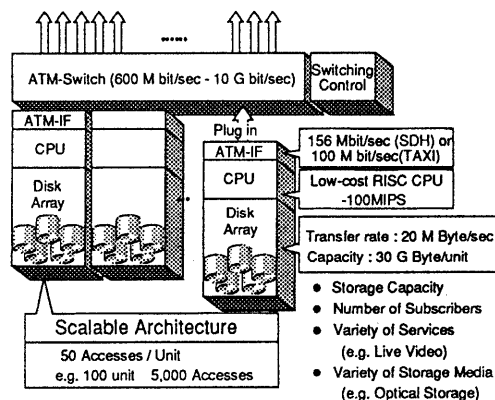 ATM-Switch (600 M bit/sec - 10 G bit/sec)
Switching
Control
Plug in
ATM-IF
CPU
Disk
Array
ATM-IF
CPU
Disk
Array
156 Mbit/sec (SDH) or
100 M bit/sec(TAXI)
Low-cost RISC CPU
-100MIPS
Transfer rate : 20 M Byte/sec
Capacity : 30 G Byte/unit
Scalable Architecture
50 Accesses / Unit
e.g. 100 unit 5,000 Accesses
• Storage Capacity
• Number of Subscribers
• Variety of Services
(e.g. Live Video)
• Variety of Storage Media
(e.g. Optical Storage)